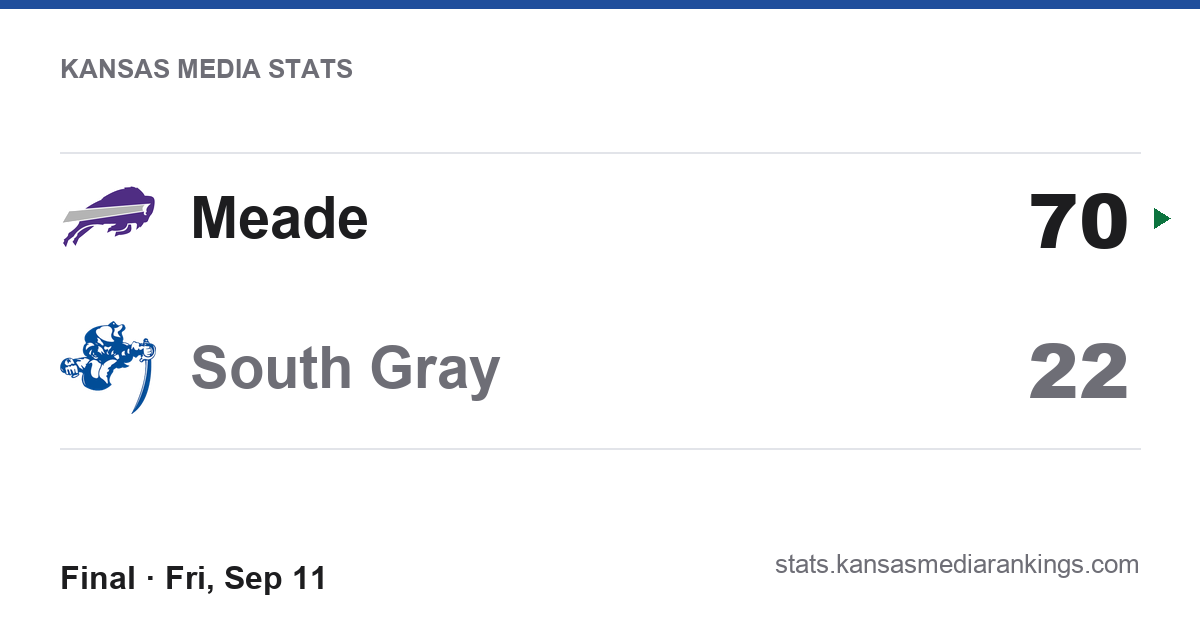 KANSAS MEDIA STATS
Meade 70
South Gray 22
Final · Fri, Sep 11
stats.kansasmediarankings.com